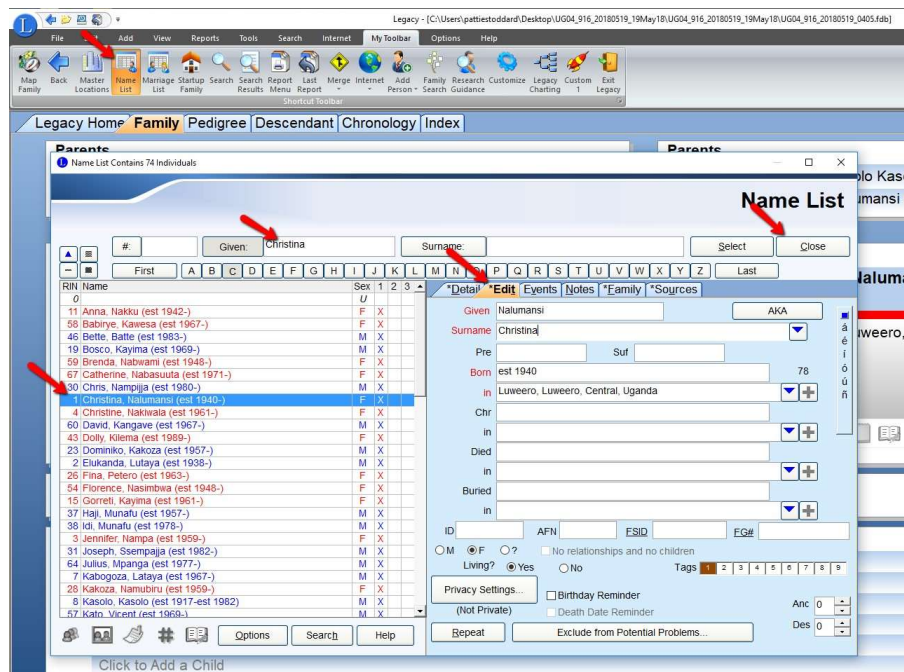 Legacy - [C:\Users\pattiestoddard\Desktop\UG04_916_20180519_19May18\UG04_916_20180519_19May18\UG04_916_20180519_0405.fdb]
File Add View Reports Tools Search Internet My Toolbar Options Help
Map Family Back Master Locations Name List Marriage List Startup Family Search Search Results Report Menu Last Report Merge Internet Add Person Family Search Research Guidance Customize Legacy Charting Custom 1 Exit Legacy
Shortcut Toolbar
Legacy Home Family Pedigree Descendant Chronology Index
Parents Parents
L Name List Contains 74 Individuals
Name List
#: Given: Christina Surname: Select Close
First A B C D E F G H I J K L M N O P Q R S T U V W X Y Z Last
RIN Name Sex 1 2 3
0 U
11 Anna, Nakku (est 1942-) F X
58 Babirye, Kawesa (est 1967-) F X
46 Bette, Batte (est 1983-) M X
19 Bosco, Kayima (est 1969-) M X
59 Brenda, Nabwami (est 1948-) F X
67 Catherine, Nabasuuta (est 1971-) F X
30 Chris, Nampijja (est 1980-) M X
1 Christina, Nalumansi (est 1940-) F X
4 Christine, Nakiwala (est 1961-) F X
60 David, Kangave (est 1967-) M X
43 Dolly, Kilema (est 1989-) F X
23 Dominiko, Kakoza (est 1957-) M X
2 Elukanda, Lutaya (est 1938-) M X
26 Fina, Petero (est 1963-) F X
54 Florence, Nasimbwa (est 1948-) F X
15 Gorreti, Kayima (est 1961-) F X
37 Haji, Munafu (est 1957-) M X
38 Idi, Munafu (est 1978-) M X
3 Jennifer, Nampa (est 1959-) F X
31 Joseph, Ssempajja (est 1982-) M X
64 Julius, Mpanga (est 1977-) M X
7 Kabogoza, Lataya (est 1967-) M X
28 Kakoza, Namubiru (est 1959-) F X
8 Kasolo, Kasolo (est 1917-est 1982) M X
57 Kato, Vicent (est 1969-) M X
Options Search Help
*Detail *Edit Events Notes *Family *Sources
Given Nalumansi AKA
Surname Christina
Pre Suf
Born est 1940 78
in Luweero, Luweero, Central, Uganda
Chr
in
Died
in
Buried
in
á
é
í
ó
ú
ñ
ID AFN FSID FG#
M F ? No relationships and no children
Living? Yes No Tags 1 2 3 4 5 6 7 8 9
Privacy Settings... Birthday Reminder
(Not Private) Death Date Reminder
Anc 0
Des 0
Repeat Exclude from Potential Problems...
Click to Add a Child